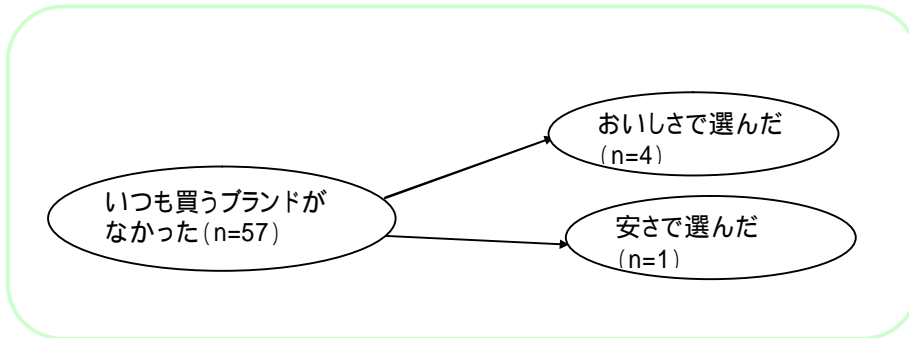 おいしさで選んだ
(n=4)
いつも買うブランドが
なかった(n=57)
安さで選んだ
(n=1)